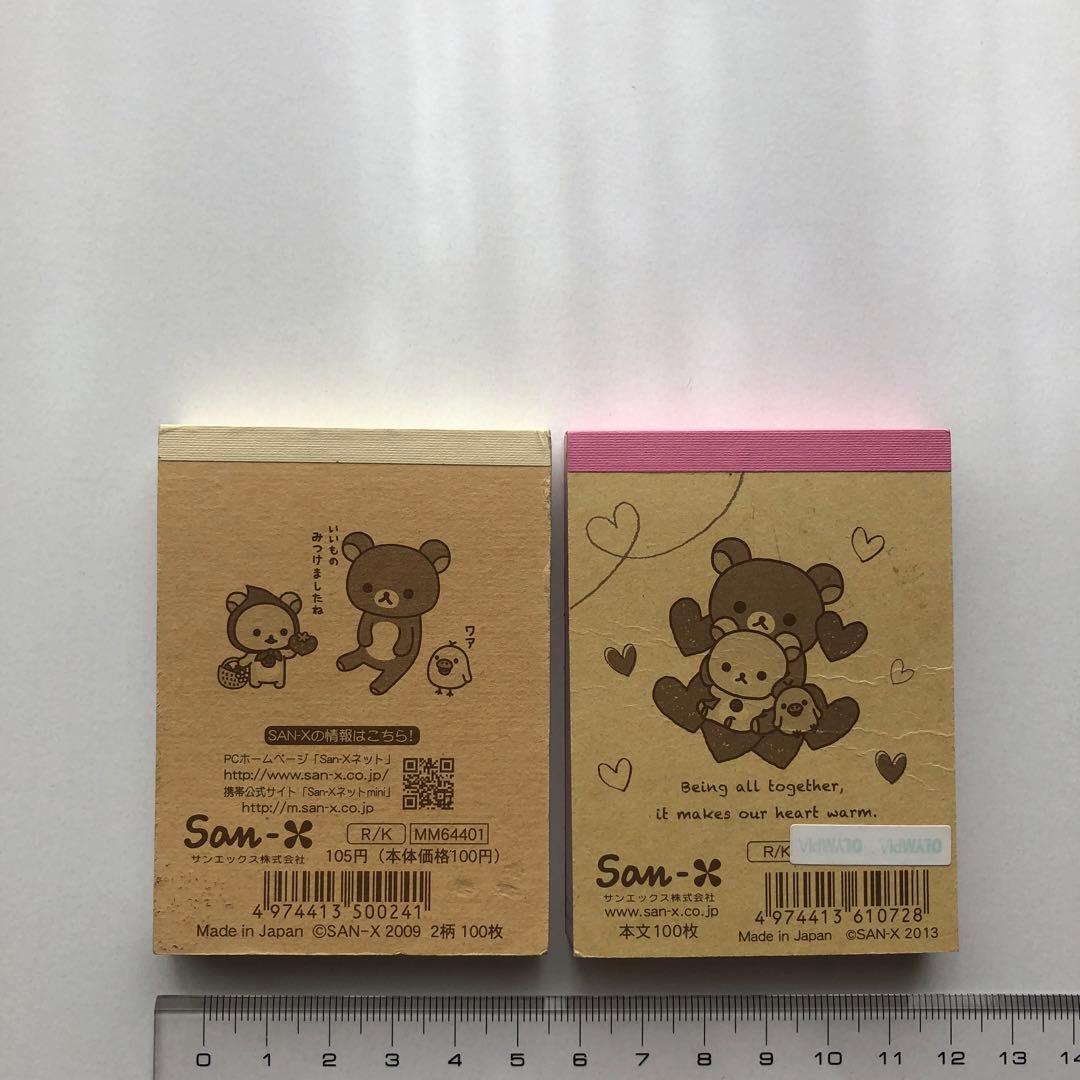 いいもの
みつけましたね
ワア
SAN-Xの情報はこちら!
PCホームページ「San-Xネット」
http://www.san-x.co.jp/
携帯公式サイト「San-Xネットmini」
http://m.san-x.co.jp
San-X
サンエックス株式会社
R/K
MM64401
105円（本体価格100円）
4 974413 500241
Made in Japan ©SAN-X 2009 2柄 100枚
Being all together,
it makes our heart warm.
R/K
OLYMPIA OLYMPIA
San-X
サンエックス株式会社
www.san-x.co.jp
本文100枚
4 974413 610728
Made in Japan ©SAN-X 2013
0 1 2 3 4 5 6 7 8 9 10 11 12 13 14